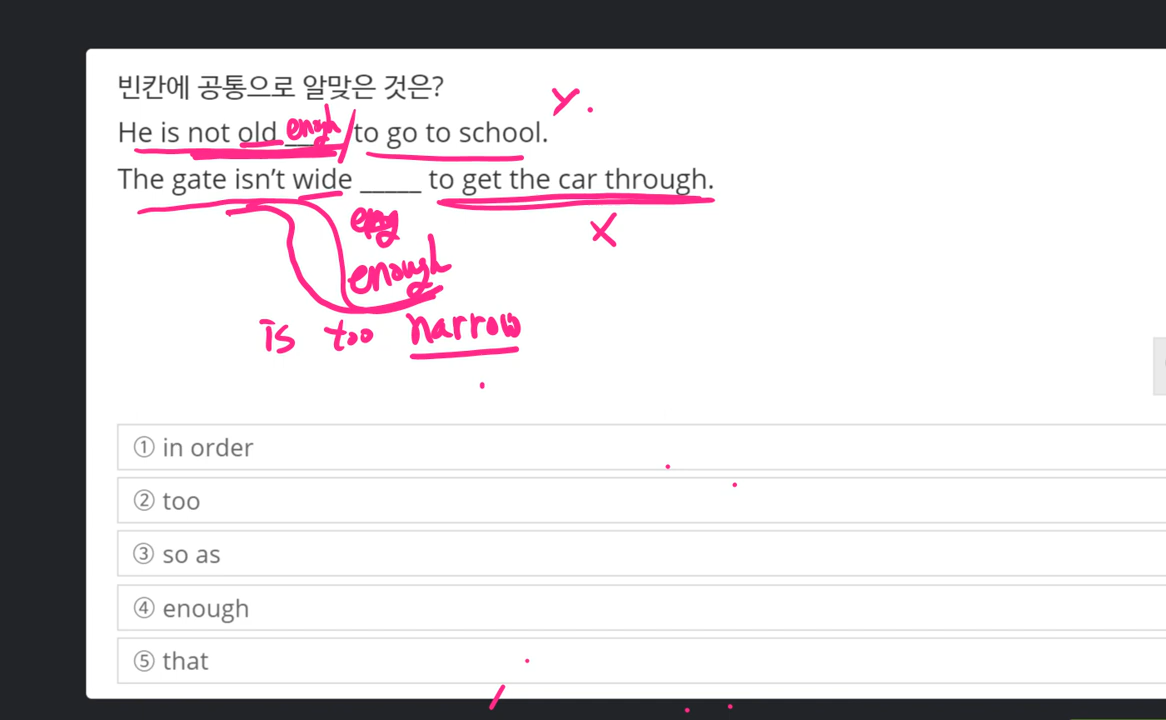 빈칸에 공통으로 알맞은 것은?
Y.
He is not old enogh to go to school.
The gate isn't wide _____ to get the car through.
X
enough
is too narrow
① in order
② too
③ so as
④ enough
⑤ that